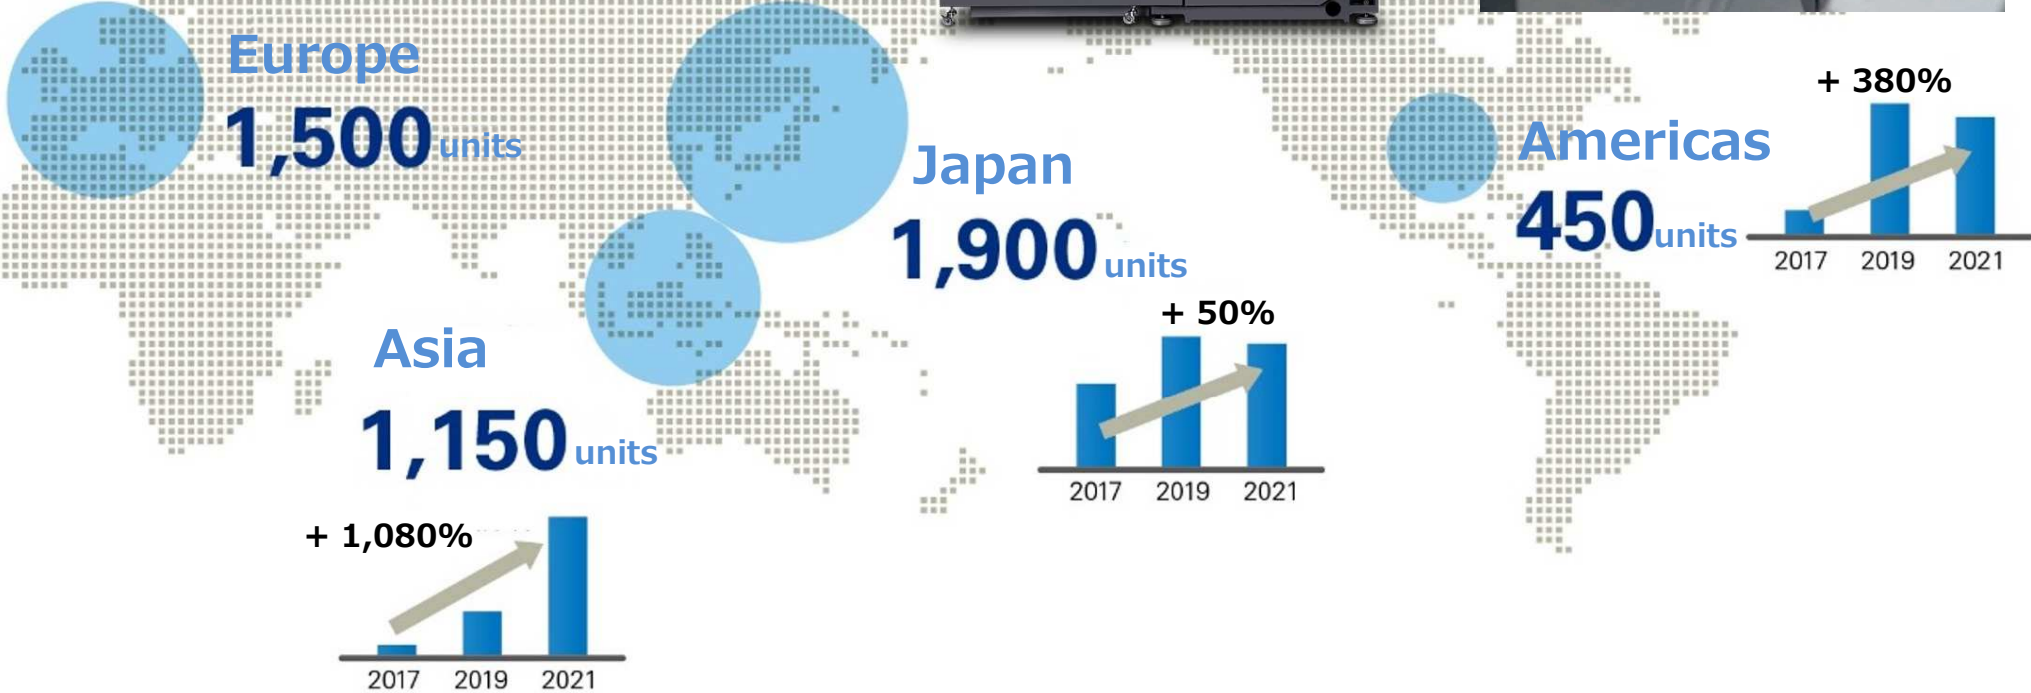 Europe
1,500 units
Japan
1,900 units
+ 50%
2017 2019 2021
Americas
450 units
+ 380%
2017 2019 2021
Asia
1,150 units
+ 1,080%
2017 2019 2021